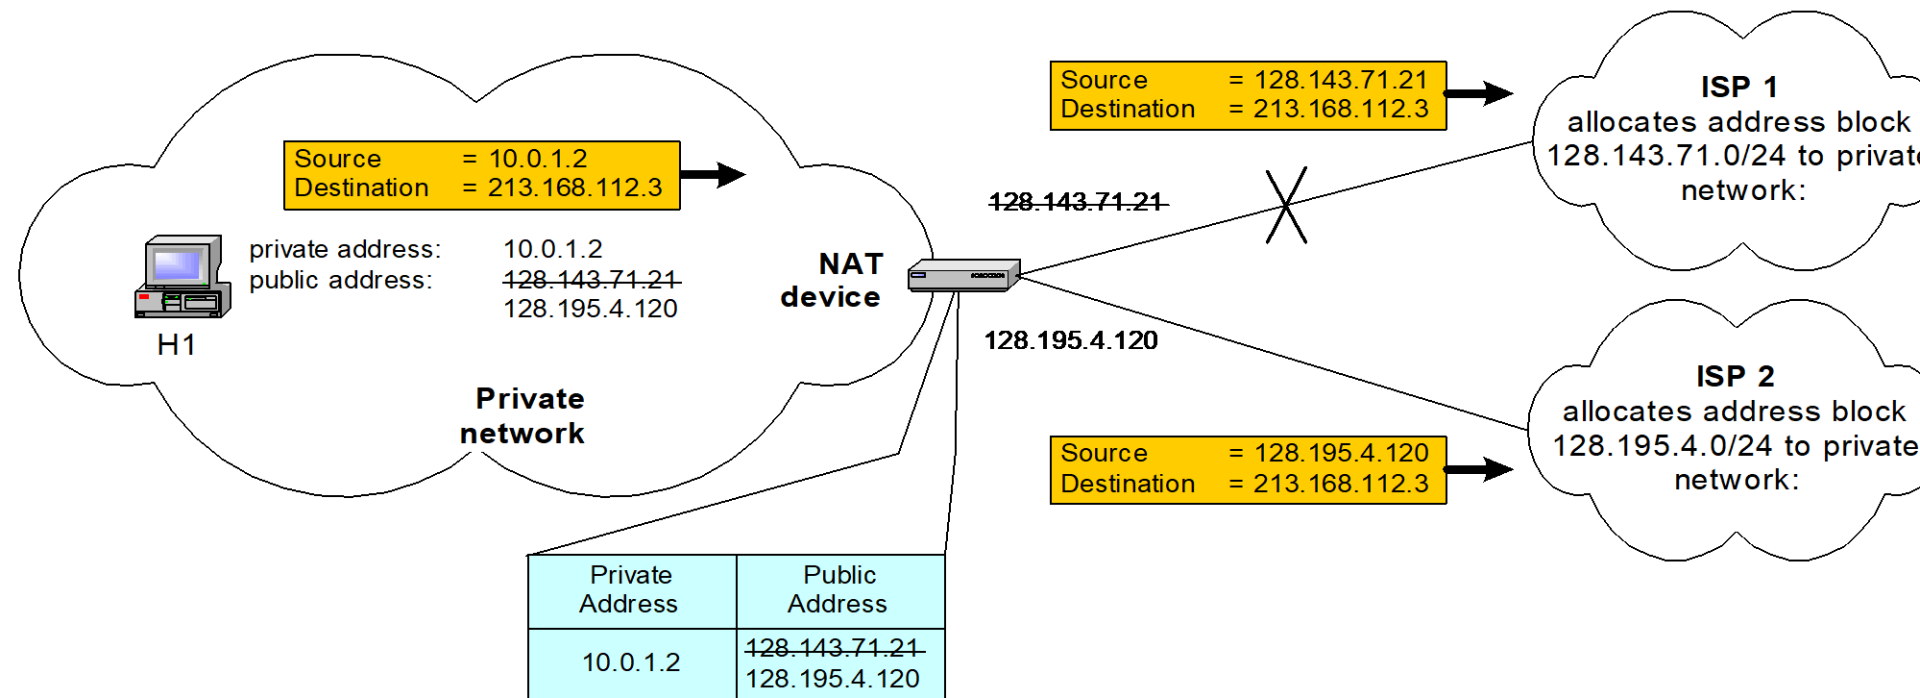 Source = 128.143.71.21
Destination = 213.168.112.3
ISP 1
allocates address block
128.143.71.0/24 to private
network:
Source = 10.0.1.2
Destination = 213.168.112.3
128.143.71.21
private address: 10.0.1.2
public address: 128.143.71.21
128.195.4.120
H1
NAT
device
128.195.4.120
Private
network
ISP 2
allocates address block
128.195.4.0/24 to private
network:
Source = 128.195.4.120
Destination = 213.168.112.3
Private
Address
Public
Address
10.0.1.2
128.143.71.21
128.195.4.120